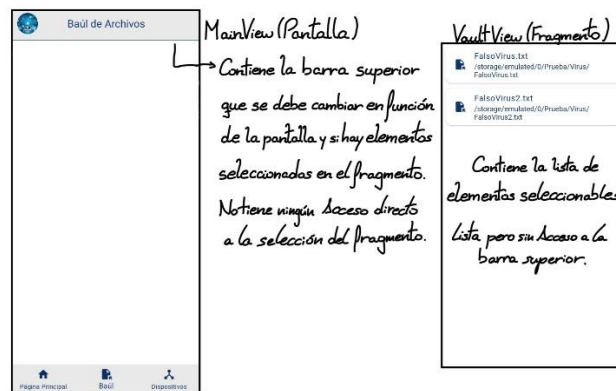 Baúl de Archivos
MainView (Pantalla)
Contiene la barra superior
que se debe cambiar en función
de la pantalla y si hay elementos
seleccionados en el fragmento.
No tiene ningún Acceso directo
a la selección del fragmento.
Página Principal
Baúl
Dispositivos
VaultView (Fragmento)
FalsoVirus.txt
/storage/emulated/0/Prueba/Virus/
FalsoVirus.txt
FalsoVirus2.txt
/storage/emulated/0/Prueba/Virus/
FalsoVirus2.txt
Contiene la lista de
elementos seleccionables
Lista pero sin Acceso a la
barra superior.